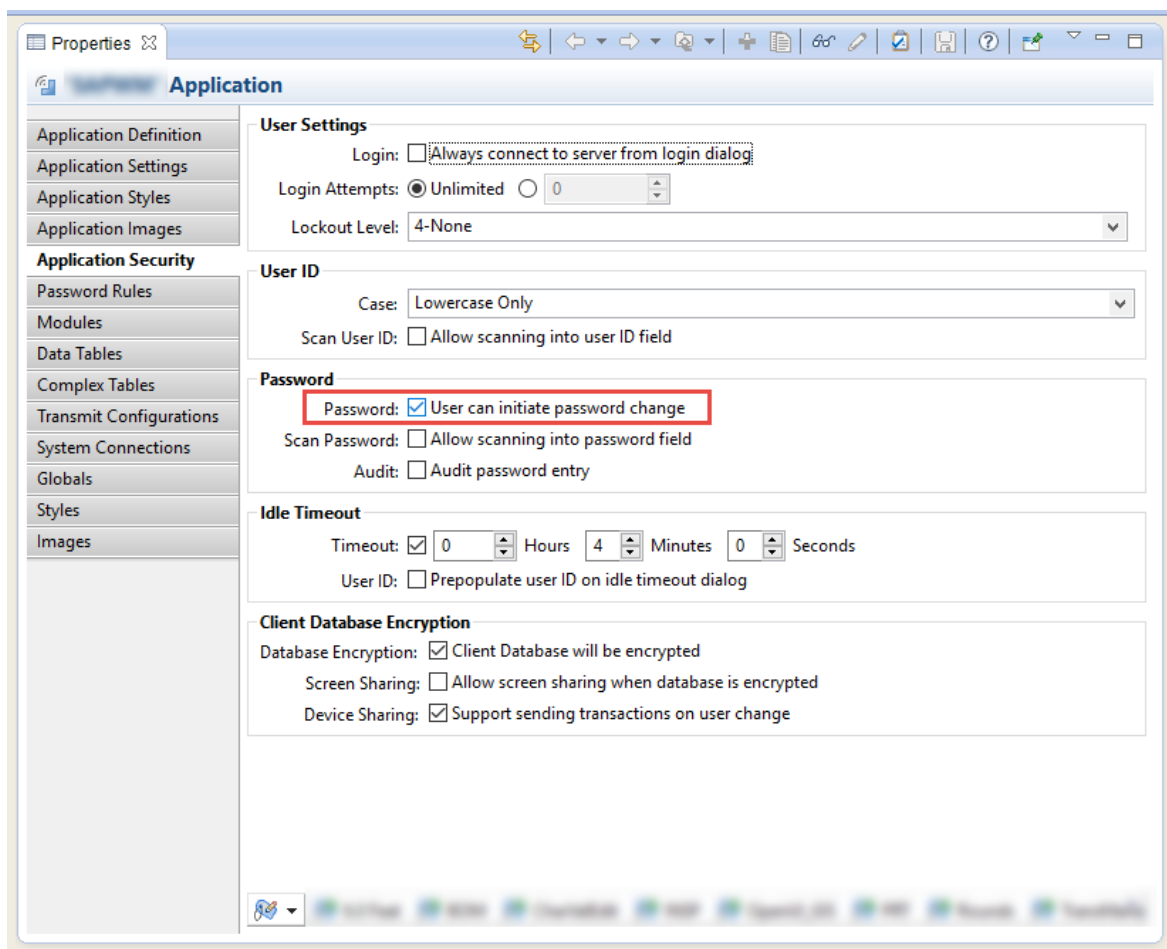 Properties
Application
Application Definition
Application Settings
Application Styles
Application Images
Application Security
Password Rules
Modules
Data Tables
Complex Tables
Transmit Configurations
System Connections
Globals
Styles
Images
User Settings
Login: Always connect to server from login dialog
Login Attempts: Unlimited 0
Lockout Level: 4-None
User ID
Case: Lowercase Only
Scan User ID: Allow scanning into user ID field
Password
Password: User can initiate password change
Scan Password: Allow scanning into password field
Audit: Audit password entry
Idle Timeout
Timeout: 0 Hours 4 Minutes 0 Seconds
User ID: Prepopulate user ID on idle timeout dialog
Client Database Encryption
Database Encryption: Client Database will be encrypted
Screen Sharing: Allow screen sharing when database is encrypted
Device Sharing: Support sending transactions on user change